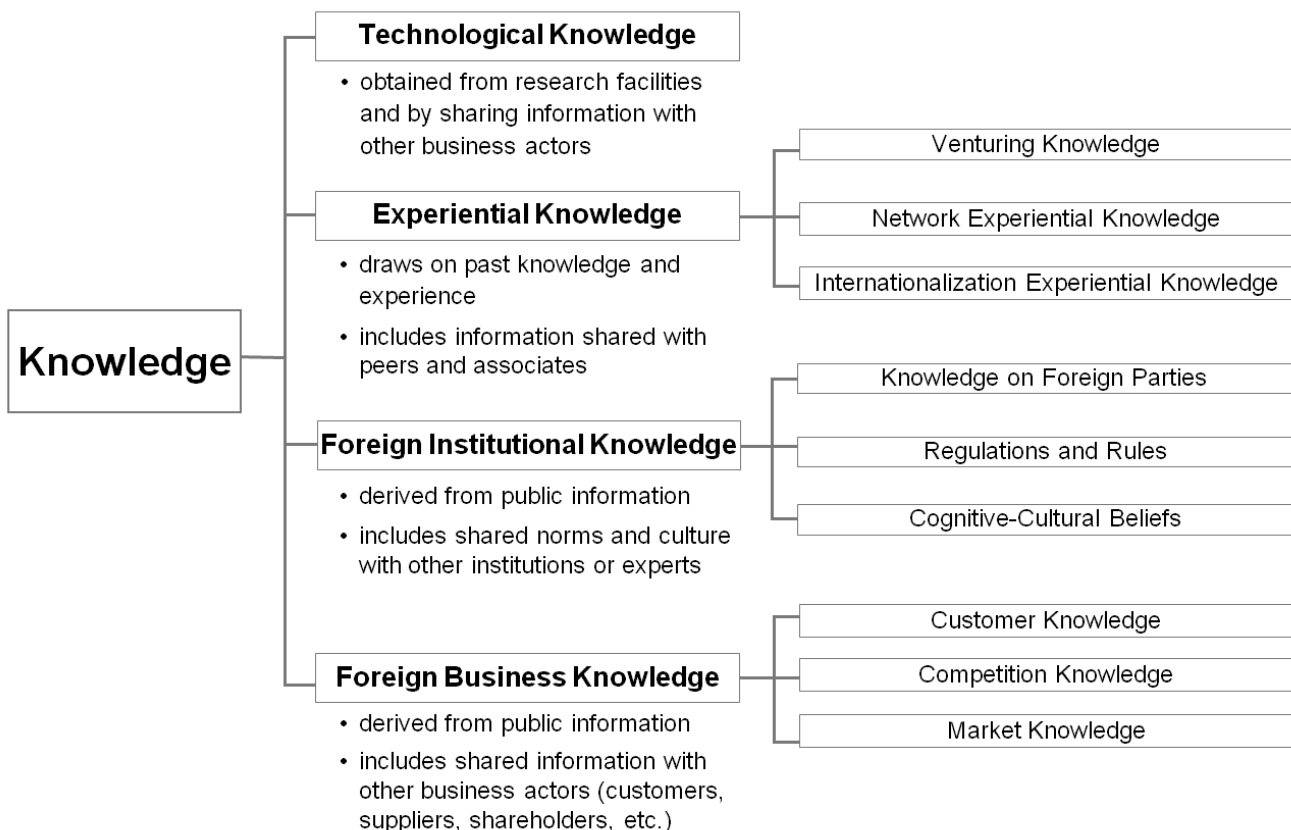 Knowledge
Technological Knowledge
• obtained from research facilities
and by sharing information with
other business actors
Experiential Knowledge
• draws on past knowledge and
experience
• includes information shared with
peers and associates
Venturing Knowledge
Network Experiential Knowledge
Internationalization Experiential Knowledge
Foreign Institutional Knowledge
• derived from public information
• includes shared norms and culture
with other institutions or experts
Knowledge on Foreign Parties
Regulations and Rules
Cognitive-Cultural Beliefs
Foreign Business Knowledge
• derived from public information
• includes shared information with
other business actors (customers,
suppliers, shareholders, etc.)
Customer Knowledge
Competition Knowledge
Market Knowledge